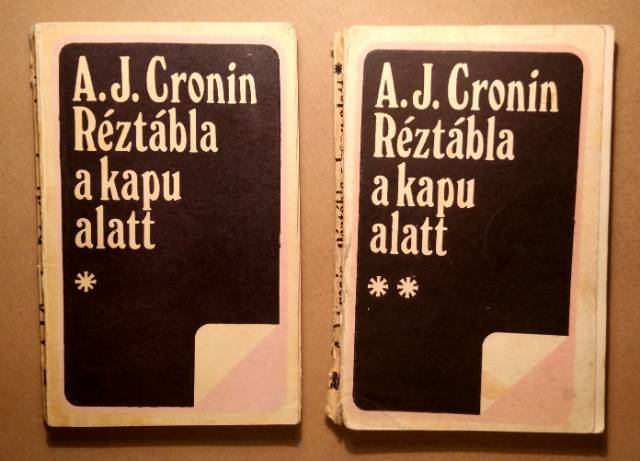 A. J. Cronin
Réztábla
a kapu
alatt
*
A. J. Cronin
Réztábla
a kapu
alatt
**